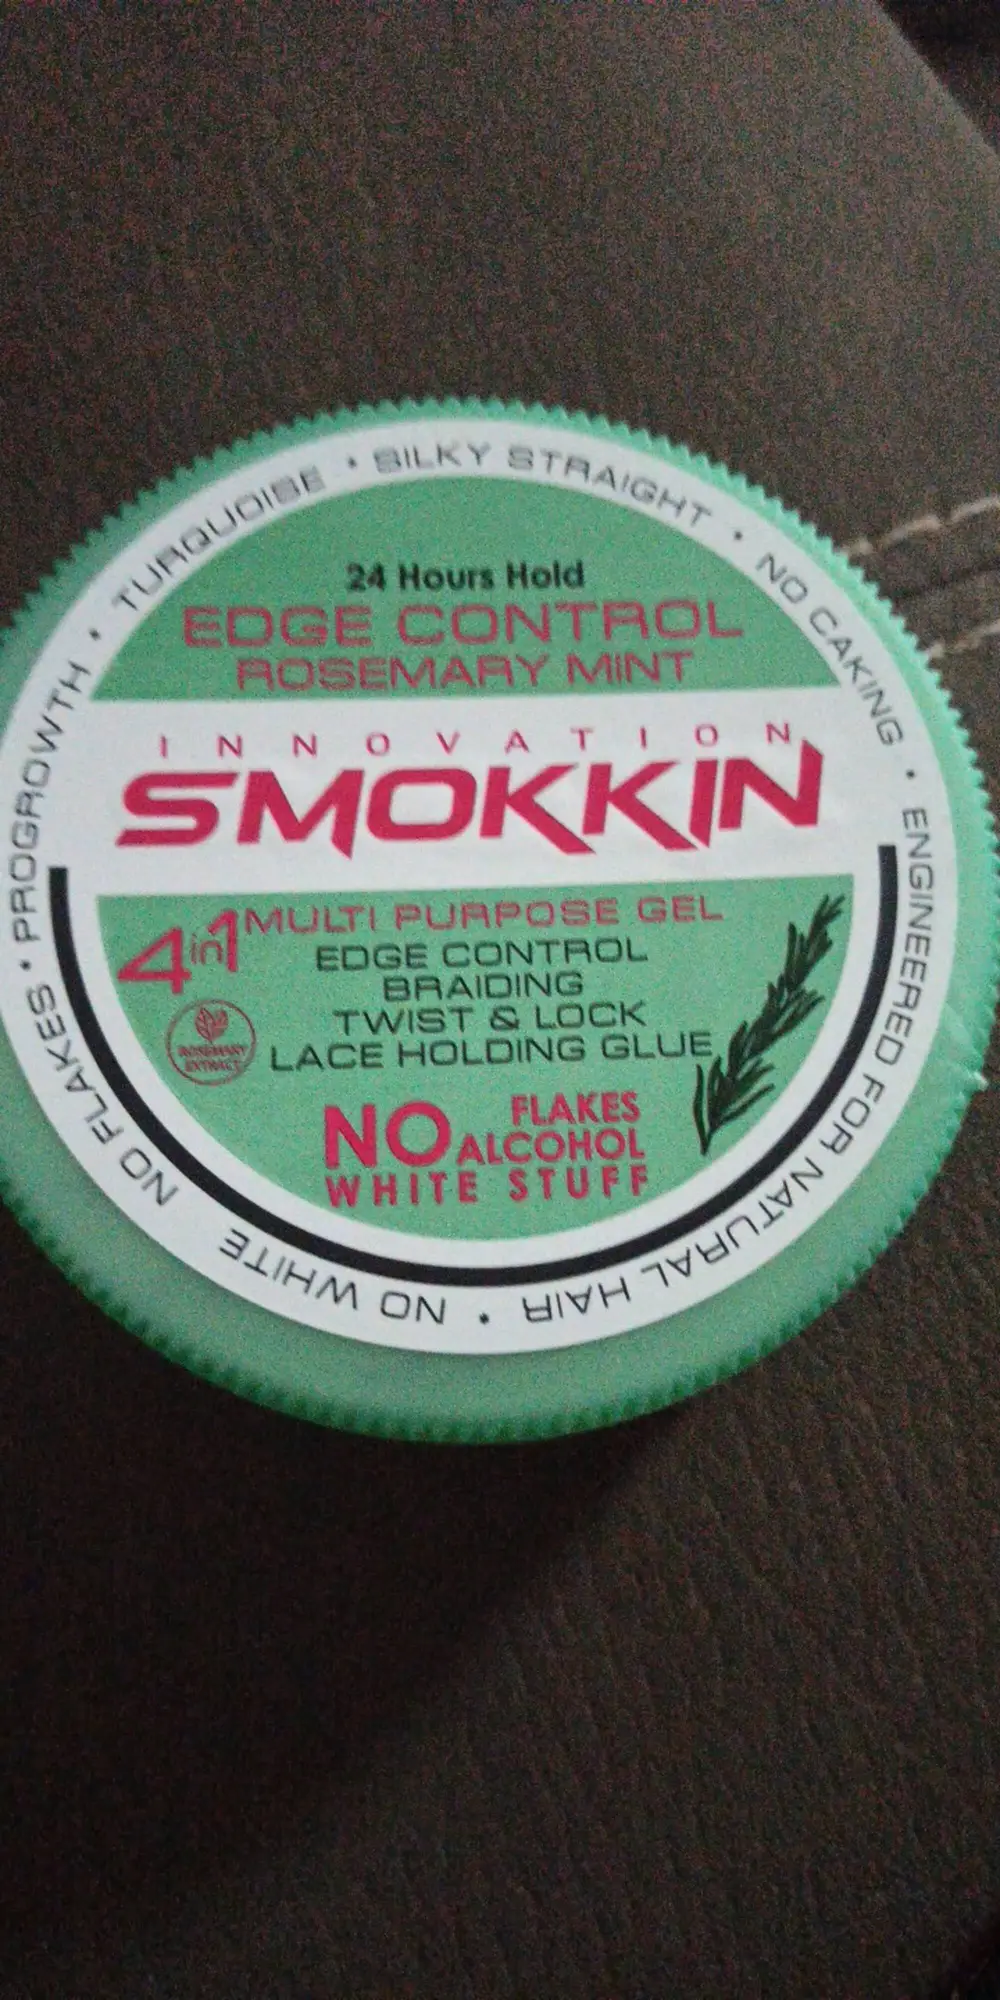 TURQUOISE • SILKY STRAIGHT • NO CAKING • ENGINEERED FOR NATURAL HAIR • NO WHITE NO FLAKES • PROGROWTH •
24 Hours Hold
EDGE CONTROL
ROSEMARY MINT
INNOVATION
SMOKKIN
4in1 MULTI PURPOSE GEL
EDGE CONTROL
BRAIDING
TWIST & LOCK
LACE HOLDING GLUE
ROSEMARY
EXTRACT
NO FLAKES
ALCOHOL
WHITE STUFF